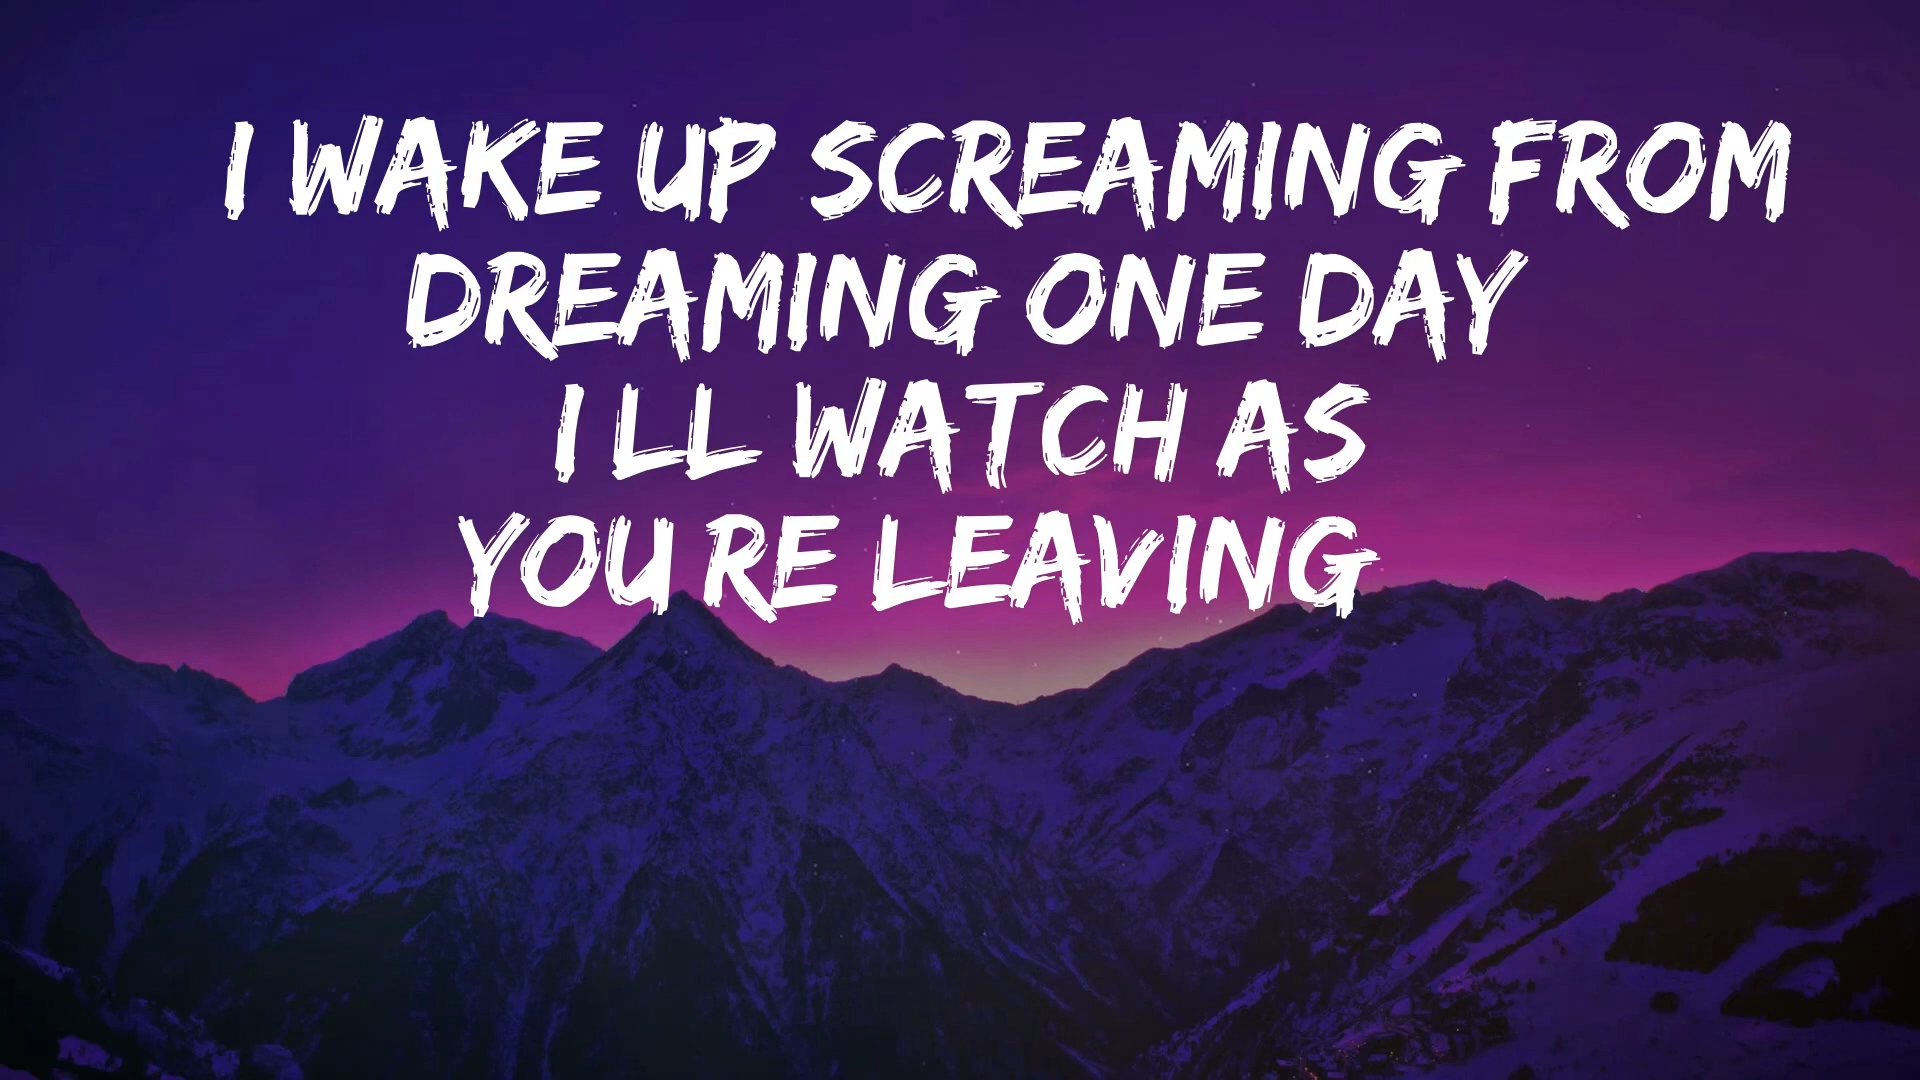 I WAKE UP SCREAMING FROM
DREAMING ONE DAY
I LL WATCH AS
YOU RE LEAVING